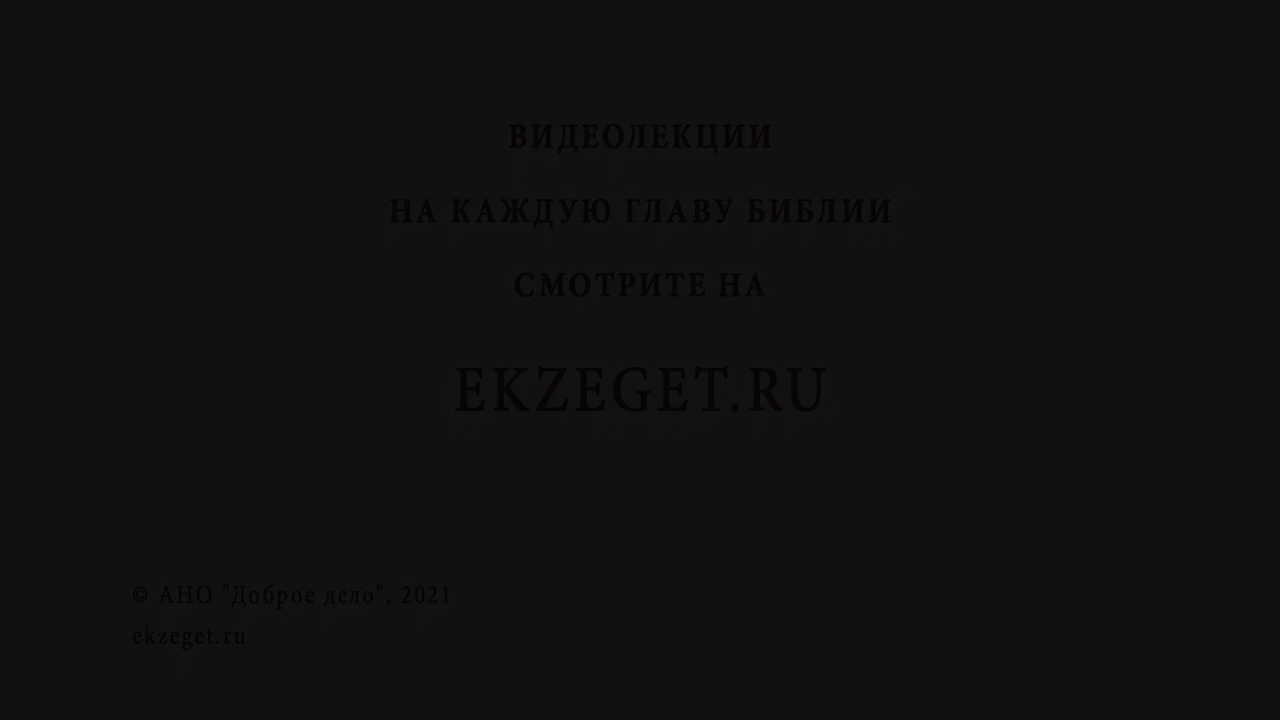 ВИДЕОЛЕКЦИИ
НА КАЖДУЮ ГЛАВУ БИБЛИИ
СМОТРИТЕ НА
EKZEGET.RU
© АНО "Доброе дело", 2021
ekzeget.ru